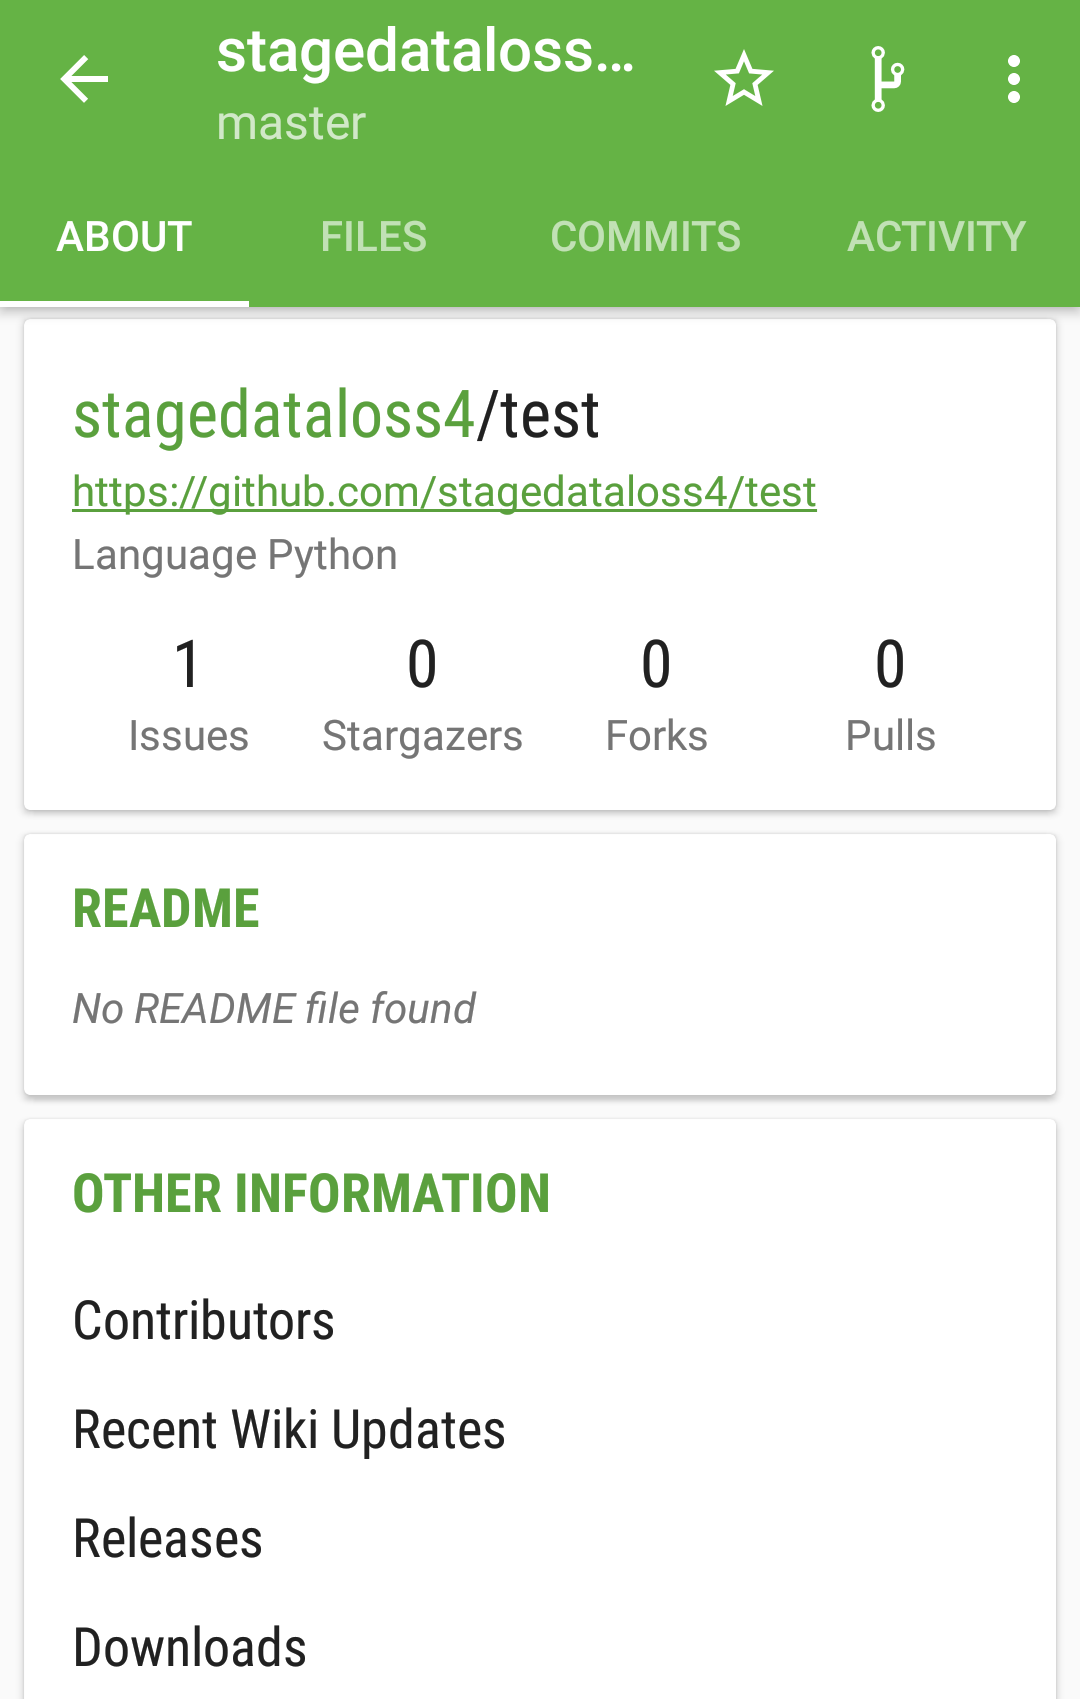 stagedataloss...
master
ABOUT FILES COMMITS ACTIVITY
stagedataloss4/test
https://github.com/stagedataloss4/test
Language Python
1 0 0 0
Issues Stargazers Forks Pulls
README
No README file found
OTHER INFORMATION
Contributors
Recent Wiki Updates
Releases
Downloads